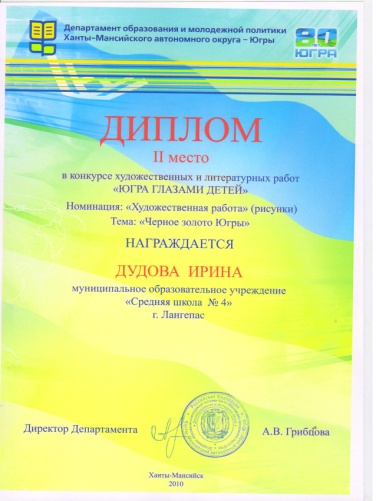 Департамент образования и молодежной политики
Ханты-Мансийского автономного округа – Югры
80
ЮГРА
ДИПЛОМ
II место
в конкурсе художественных и литературных работ
«ЮГРА ГЛАЗАМИ ДЕТЕЙ»
Номинация: «Художественная работа» (рисунки)
Тема: «Черное золото Югры»
НАГРАЖДАЕТСЯ
ДУДОВА ИРИНА
муниципальное образовательное учреждение
«Средняя школа № 4»
г. Лангепас
Директор Департамента
А.В. Грибцова
Ханты-Мансийск
2010